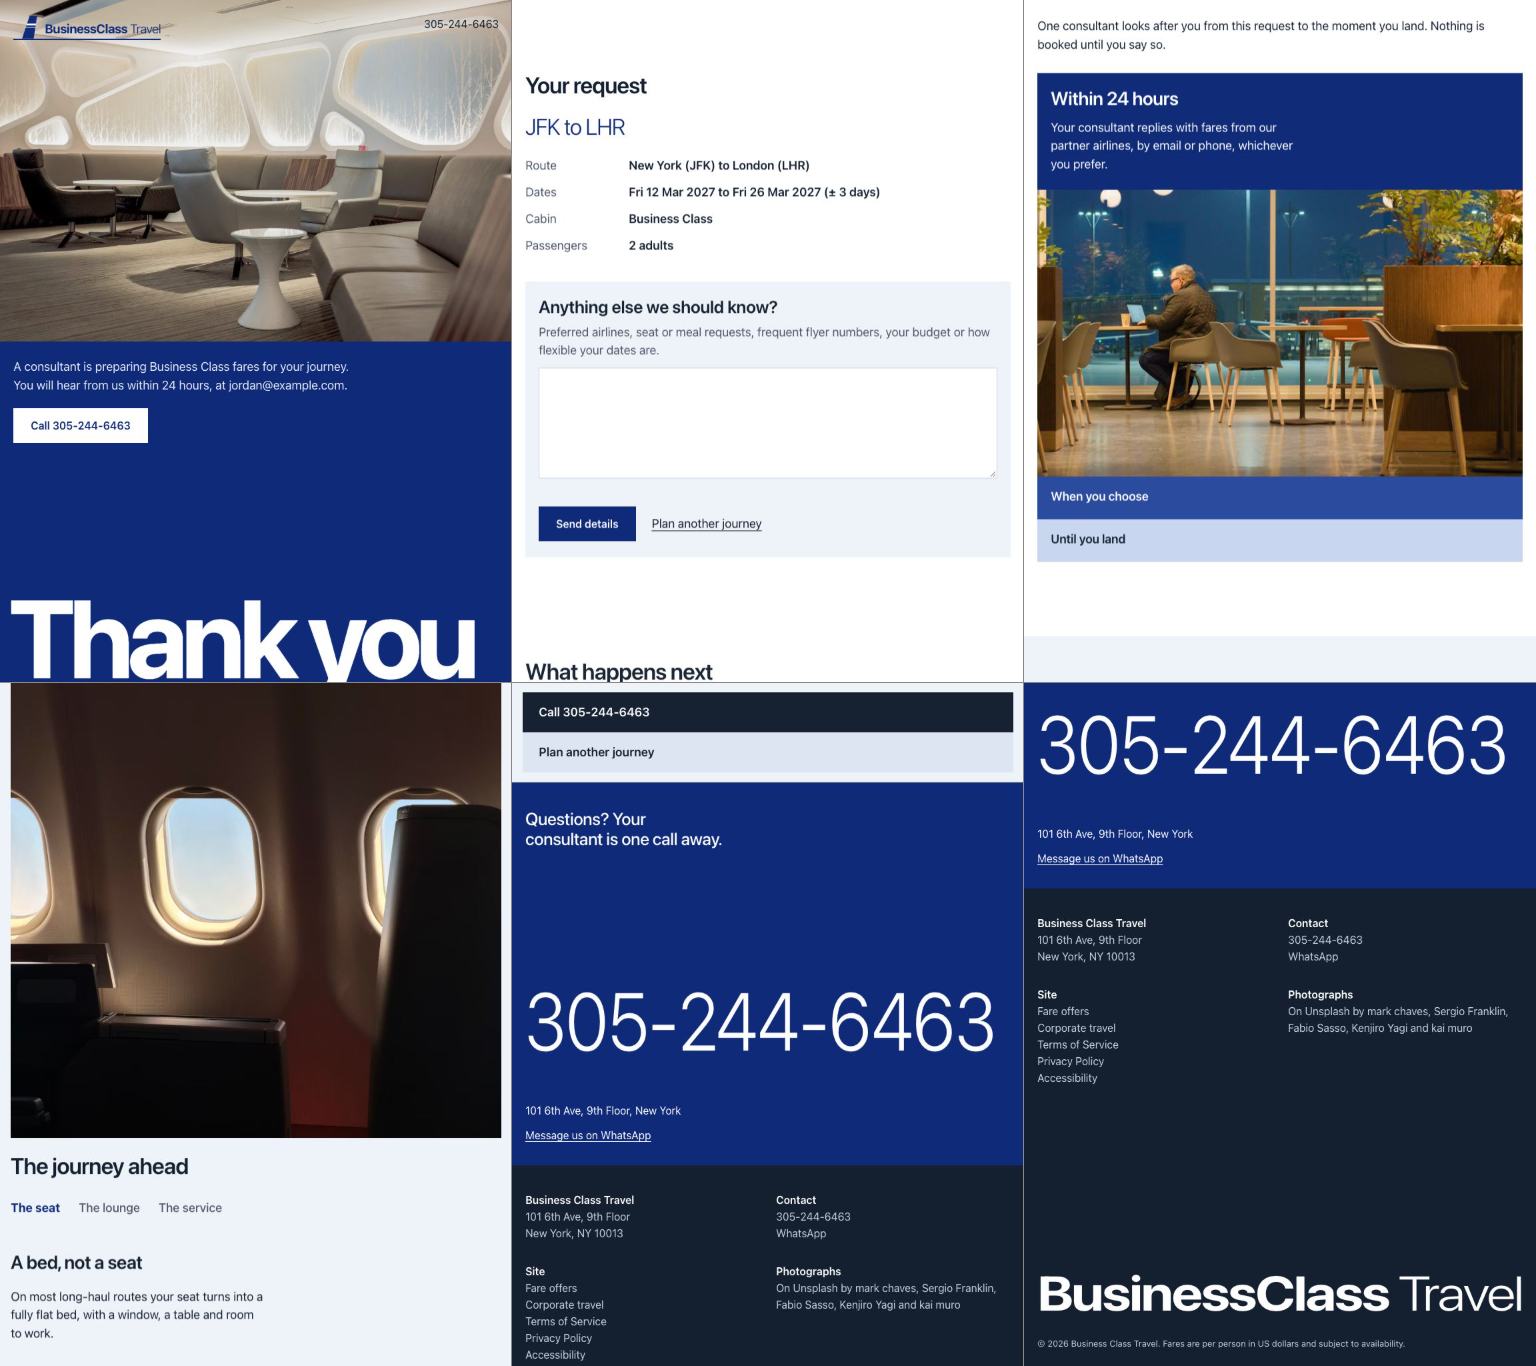 BusinessClass Travel
305-244-6463
A consultant is preparing Business Class fares for your journey.
You will hear from us within 24 hours, at jordan@example.com.
Call 305-244-6463
Thank you
Your request
JFK to LHR
Route New York (JFK) to London (LHR)
Dates Fri 12 Mar 2027 to Fri 26 Mar 2027 (± 3 days)
Cabin Business Class
Passengers 2 adults
Anything else we should know?
Preferred airlines, seat or meal requests, frequent flyer numbers, your budget or how
flexible your dates are.
Send details
Plan another journey
What happens next
One consultant looks after you from this request to the moment you land. Nothing is
booked until you say so.
Within 24 hours
Your consultant replies with fares from our
partner airlines, by email or phone, whichever
you prefer.
When you choose
Until you land
The journey ahead
The seat The lounge The service
A bed, not a seat
On most long-haul routes your seat turns into a
fully flat bed, with a window, a table and room
to work.
Call 305-244-6463
Plan another journey
Questions? Your
consultant is one call away.
305-244-6463
101 6th Ave, 9th Floor, New York
Message us on WhatsApp
Business Class Travel
101 6th Ave, 9th Floor
New York, NY 10013
Contact
305-244-6463
WhatsApp
Site
Fare offers
Corporate travel
Terms of Service
Privacy Policy
Accessibility
Photographs
On Unsplash by mark chaves, Sergio Franklin,
Fabio Sasso, Kenjiro Yagi and kai muro
305-244-6463
101 6th Ave, 9th Floor, New York
Message us on WhatsApp
Business Class Travel
101 6th Ave, 9th Floor
New York, NY 10013
Contact
305-244-6463
WhatsApp
Site
Fare offers
Corporate travel
Terms of Service
Privacy Policy
Accessibility
Photographs
On Unsplash by mark chaves, Sergio Franklin,
Fabio Sasso, Kenjiro Yagi and kai muro
BusinessClass Travel
© 2026 Business Class Travel. Fares are per person in US dollars and subject to availability.